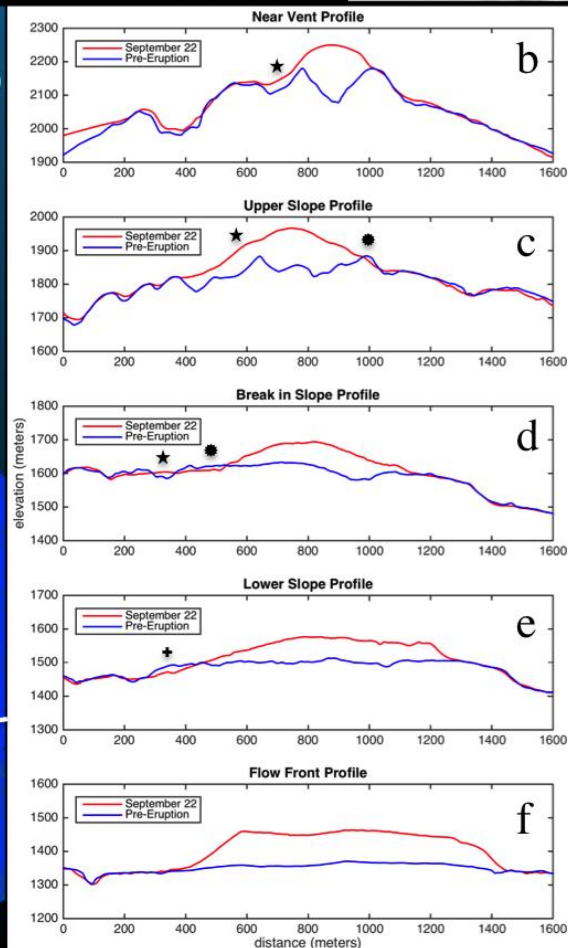 Near Vent Profile
2300
2200
2100
2000
1900
September 22
Pre-Eruption
b
0 200 400 600 800 1000 1200 1400 1600
Upper Slope Profile
2000
1900
1800
1700
1600
September 22
Pre-Eruption
c
0 200 400 600 800 1000 1200 1400 1600
Break in Slope Profile
elevation (meters)
1800
1700
1600
1500
1400
September 22
Pre-Eruption
d
0 200 400 600 800 1000 1200 1400 1600
Lower Slope Profile
1700
1600
1500
1400
1300
September 22
Pre-Eruption
e
0 200 400 600 800 1000 1200 1400 1600
Flow Front Profile
1600
1500
1400
1300
1200
September 22
Pre-Eruption
f
0 200 400 600 800 1000 1200 1400 1600
distance (meters)